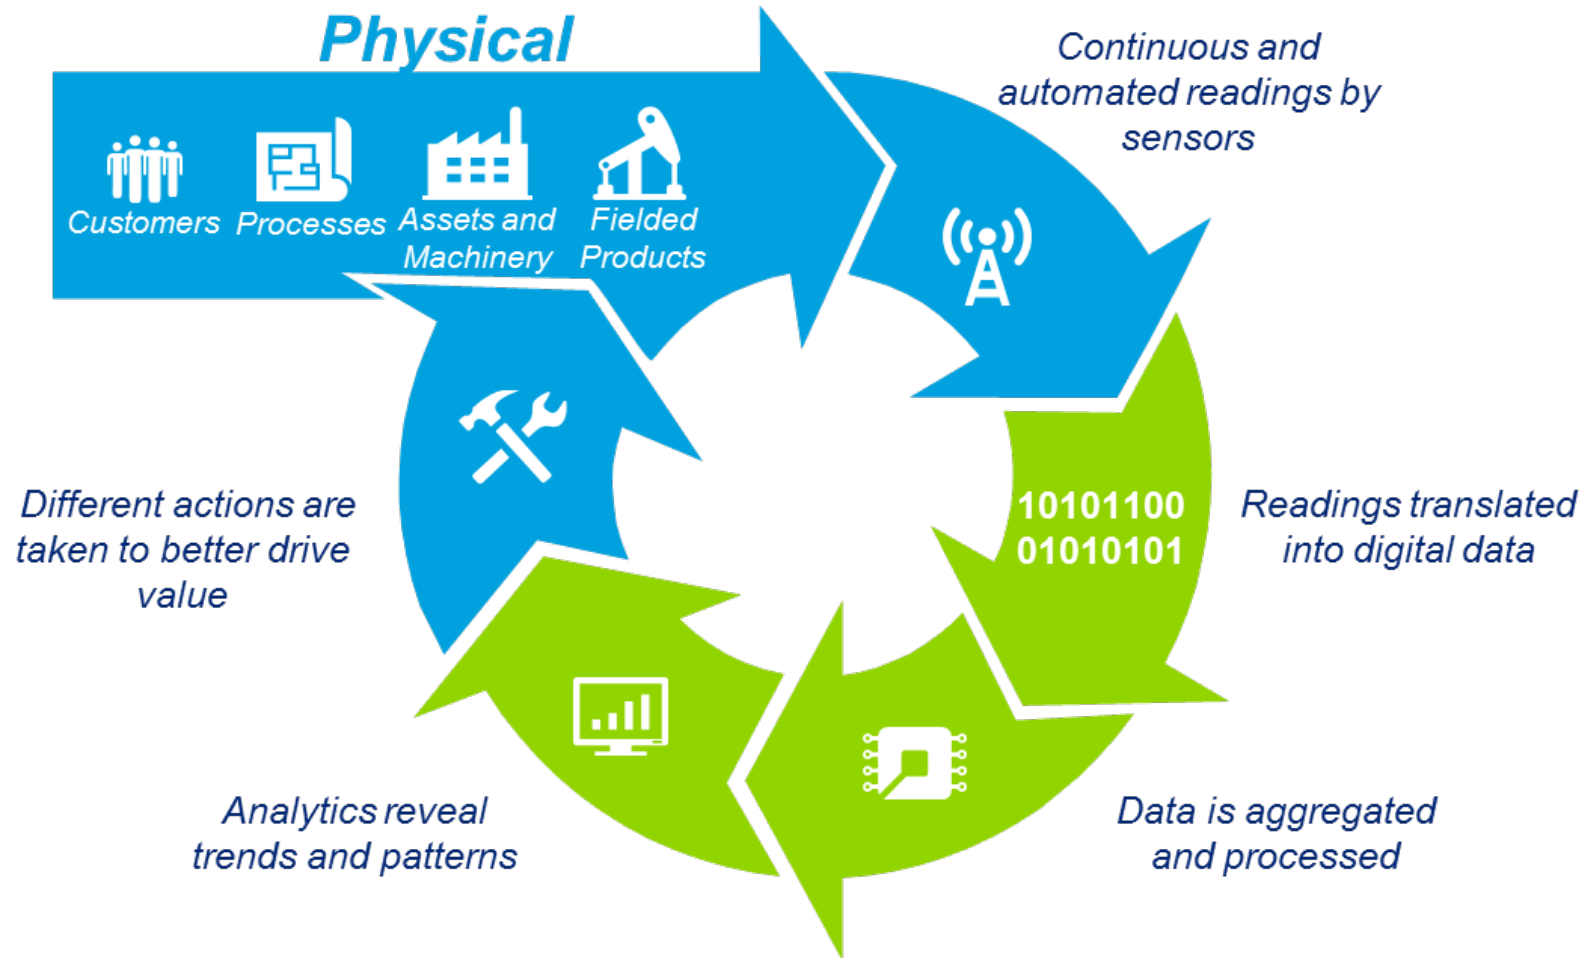 Physical
Customers
Processes
Assets and
Machinery
Fielded
Products
Continuous and
automated readings by
sensors
10101100
01010101
Readings translated
into digital data
Data is aggregated
and processed
Analytics reveal
trends and patterns
Different actions are
taken to better drive
value